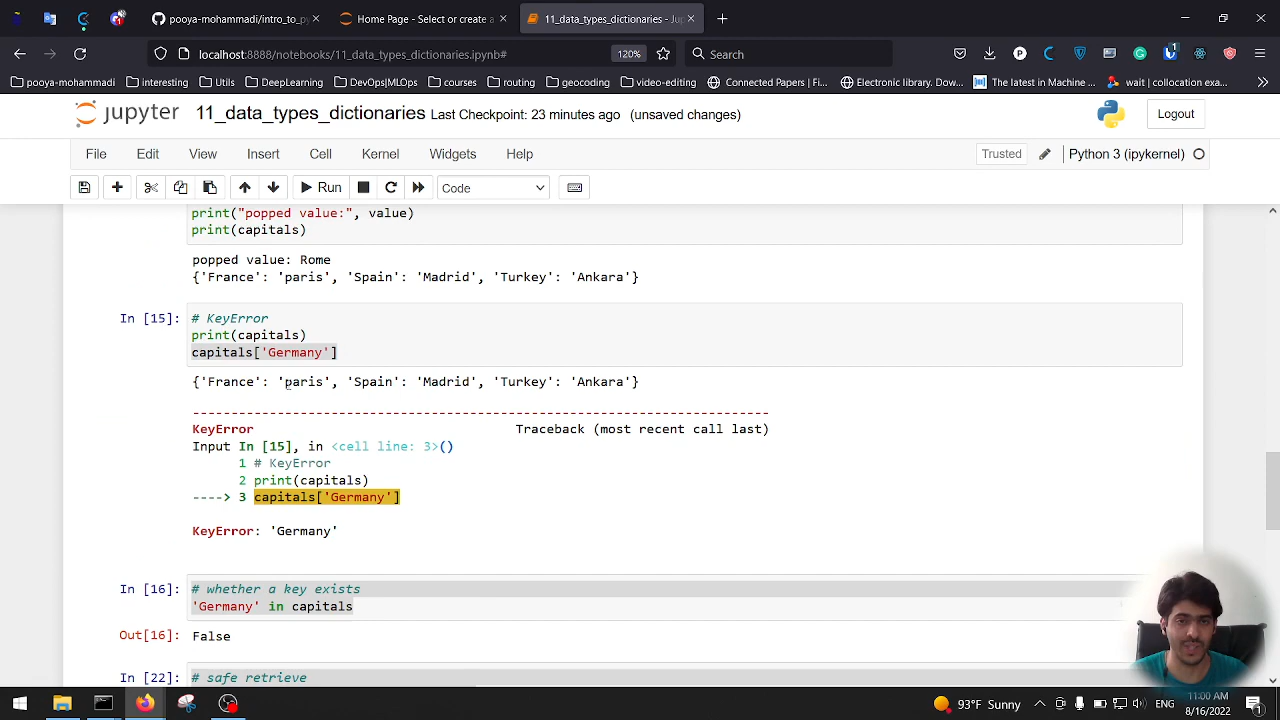 pooya-mohammadi/intro_to_py
Home Page - Select or create a
11_data_types_dictionaries - Jup
localhost:8888/notebooks/11_data_types_dictionaries.ipynb#
120%
Search
pooya-mohammadi
interesting
Utils
DeepLearning
DevOps|MLOps
courses
routing
geocoding
video-editing
Connected Papers | Fi...
Electronic library. Dow...
The latest in Machine ...
wait | collocation exa...
jupyter 11_data_types_dictionaries Last Checkpoint: 23 minutes ago (unsaved changes)
Logout
File Edit View Insert Cell Kernel Widgets Help
Trusted
Python 3 (ipykernel)
Run
Code
print("popped value:", value)
print(capitals)
popped value: Rome
{'France': 'paris', 'Spain': 'Madrid', 'Turkey': 'Ankara'}
In [15]: # KeyError
print(capitals)
capitals['Germany']
{'France': 'paris', 'Spain': 'Madrid', 'Turkey': 'Ankara'}
---------------------------------------------------------------------------
KeyError Traceback (most recent call last)
Input In [15], in <cell line: 3>()
1 # KeyError
2 print(capitals)
----> 3 capitals['Germany']
KeyError: 'Germany'
In [16]: # whether a key exists
'Germany' in capitals
Out[16]: False
In [22]: # safe retrieve
93°F Sunny
ENG
11:00 AM
8/16/2022